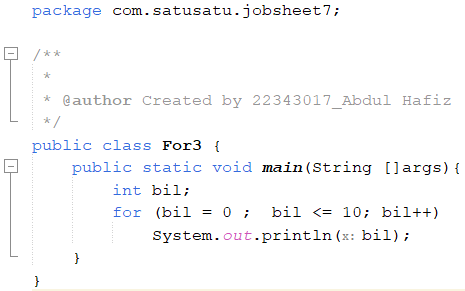 package com.satusatu.jobsheet7;
/**
 *
 * @author Created by 22343017_Abdul Hafiz
 */
public class For3 {
    public static void main(String []args){
        int bil;
        for (bil = 0 ;  bil <= 10; bil++)
            System.out.println(x: bil);
    }
}